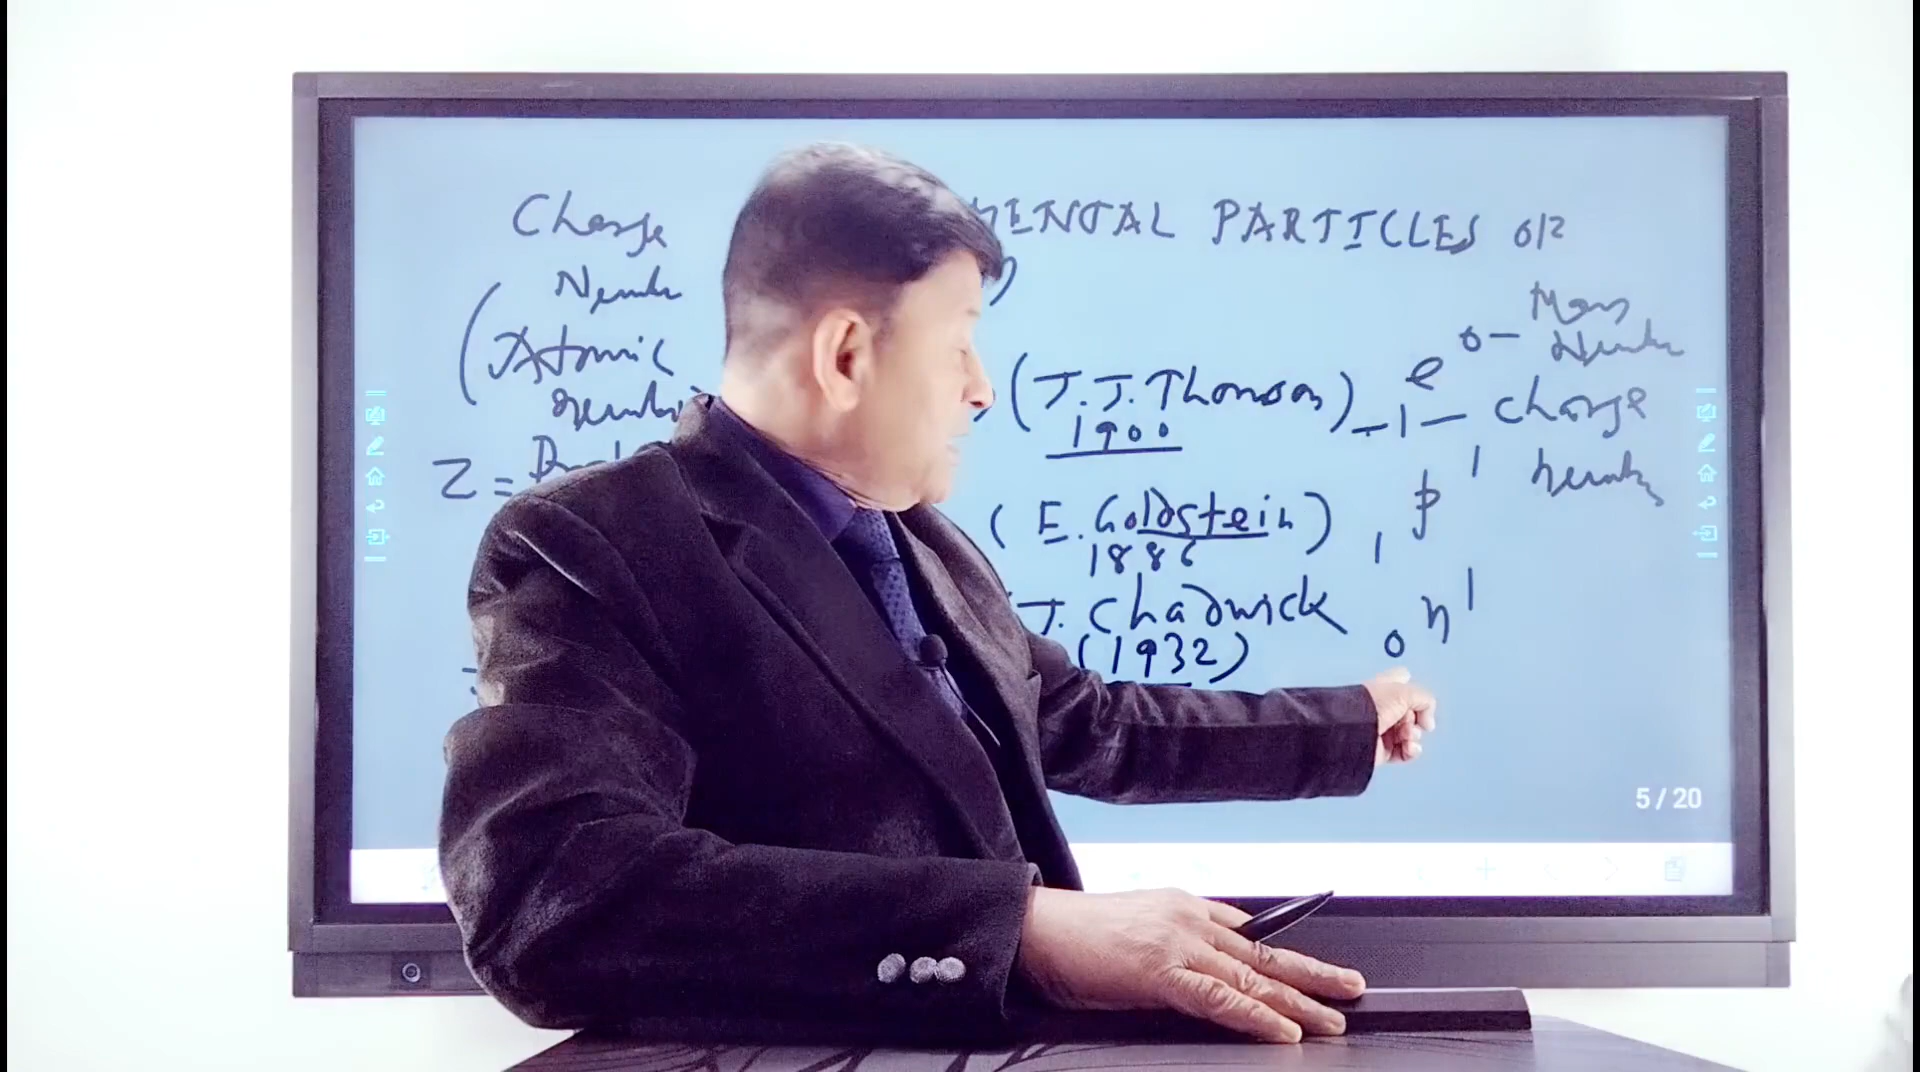 Charge MENTAL PARTICLES OR
Number
(Atomic
Number
Z =
(J.J. Thomson)
1900
(E. Goldstein)
1886
J. Chadwick
(1932)
e 0 – Mass
Number
-1 – charge
Number
1 p 1
0 n 1
5 / 20